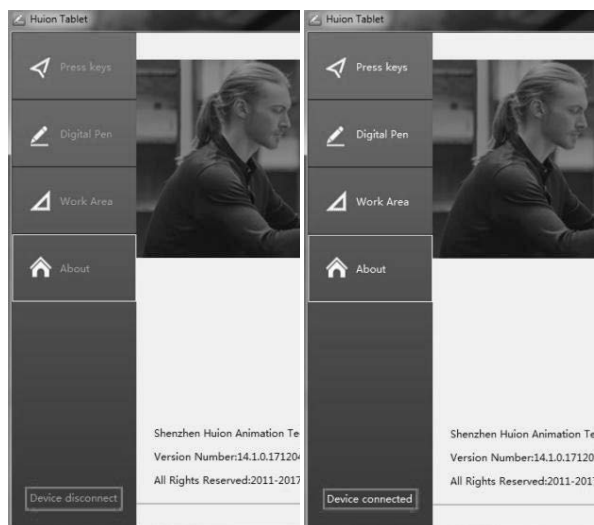 Huion Tablet
Press keys
Digital Pen
Work Area
About
Shenzhen Huion Animation Te
Version Number:14.1.0.171204
All Rights Reserved:2011-2017
Device disconnect
Huion Tablet
Press keys
Digital Pen
Work Area
About
Shenzhen Huion Animation Te
Version Number:14.1.0.17120
All Rights Reserved:2011-201
Device connected